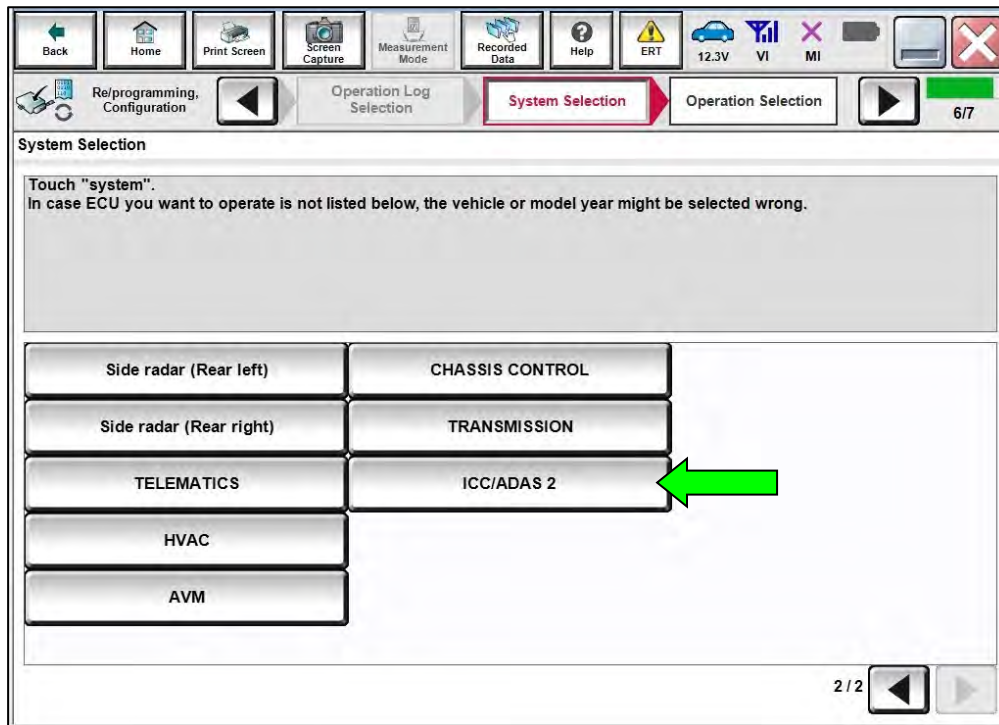 Back
Home
Print Screen
Screen
Capture
Measurement
Mode
Recorded
Data
Help
ERT
12.3V
VI
MI
Re/programming,
Configuration
Operation Log
Selection
System Selection
Operation Selection
6/7
System Selection
Touch "system".
In case ECU you want to operate is not listed below, the vehicle or model year might be selected wrong.
Side radar (Rear left)
CHASSIS CONTROL
Side radar (Rear right)
TRANSMISSION
TELEMATICS
ICC/ADAS 2
HVAC
AVM
2/2